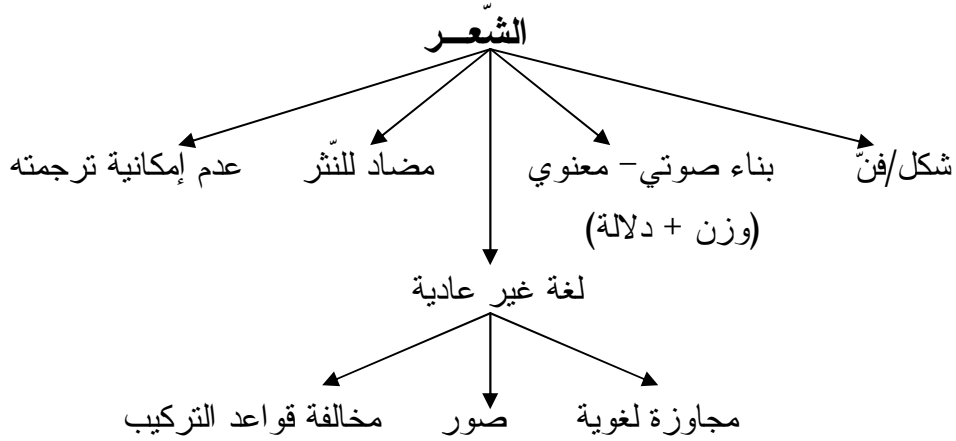 الشّعــر
شكل/فنّ
بناء صوتي– معنوي
(وزن + دلالة)
مضاد للنّثر
عدم إمكانية ترجمته
لغة غير عادية
مجاوزة لغوية
صور
مخالفة قواعد التركيب